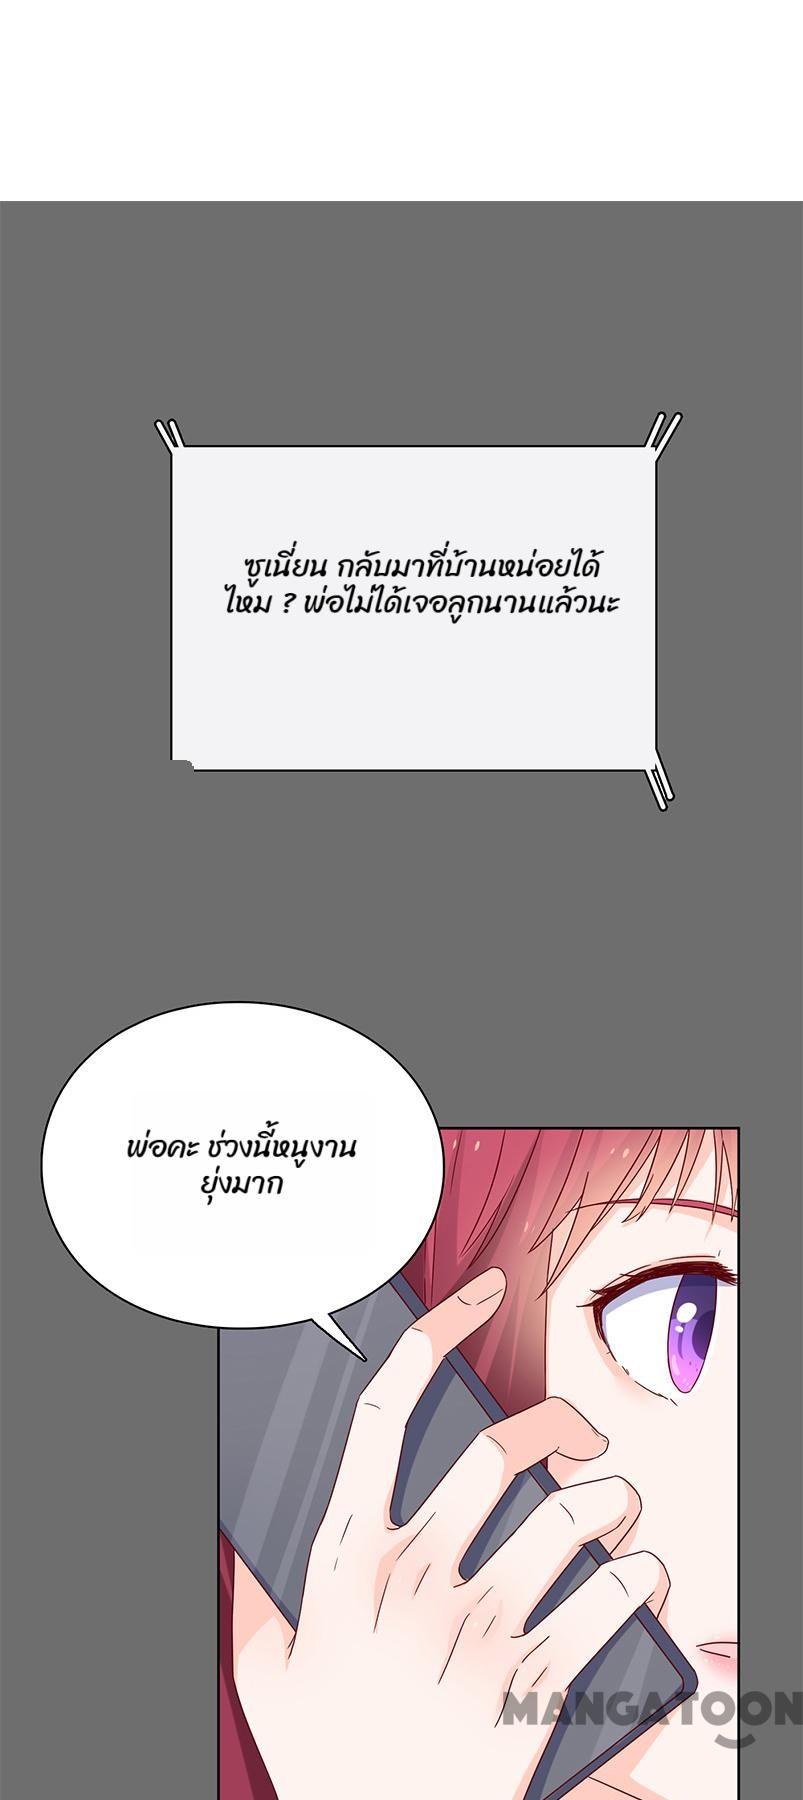 ซูเนี่ยน กลับมาที่บ้านหน่อยได้
ไหม ? พ่อไม่ได้เจอลูกนานแล้วนะ
พ่อคะ ช่วงนี้หนูงาน
ยุ่งมาก
MANGATOON